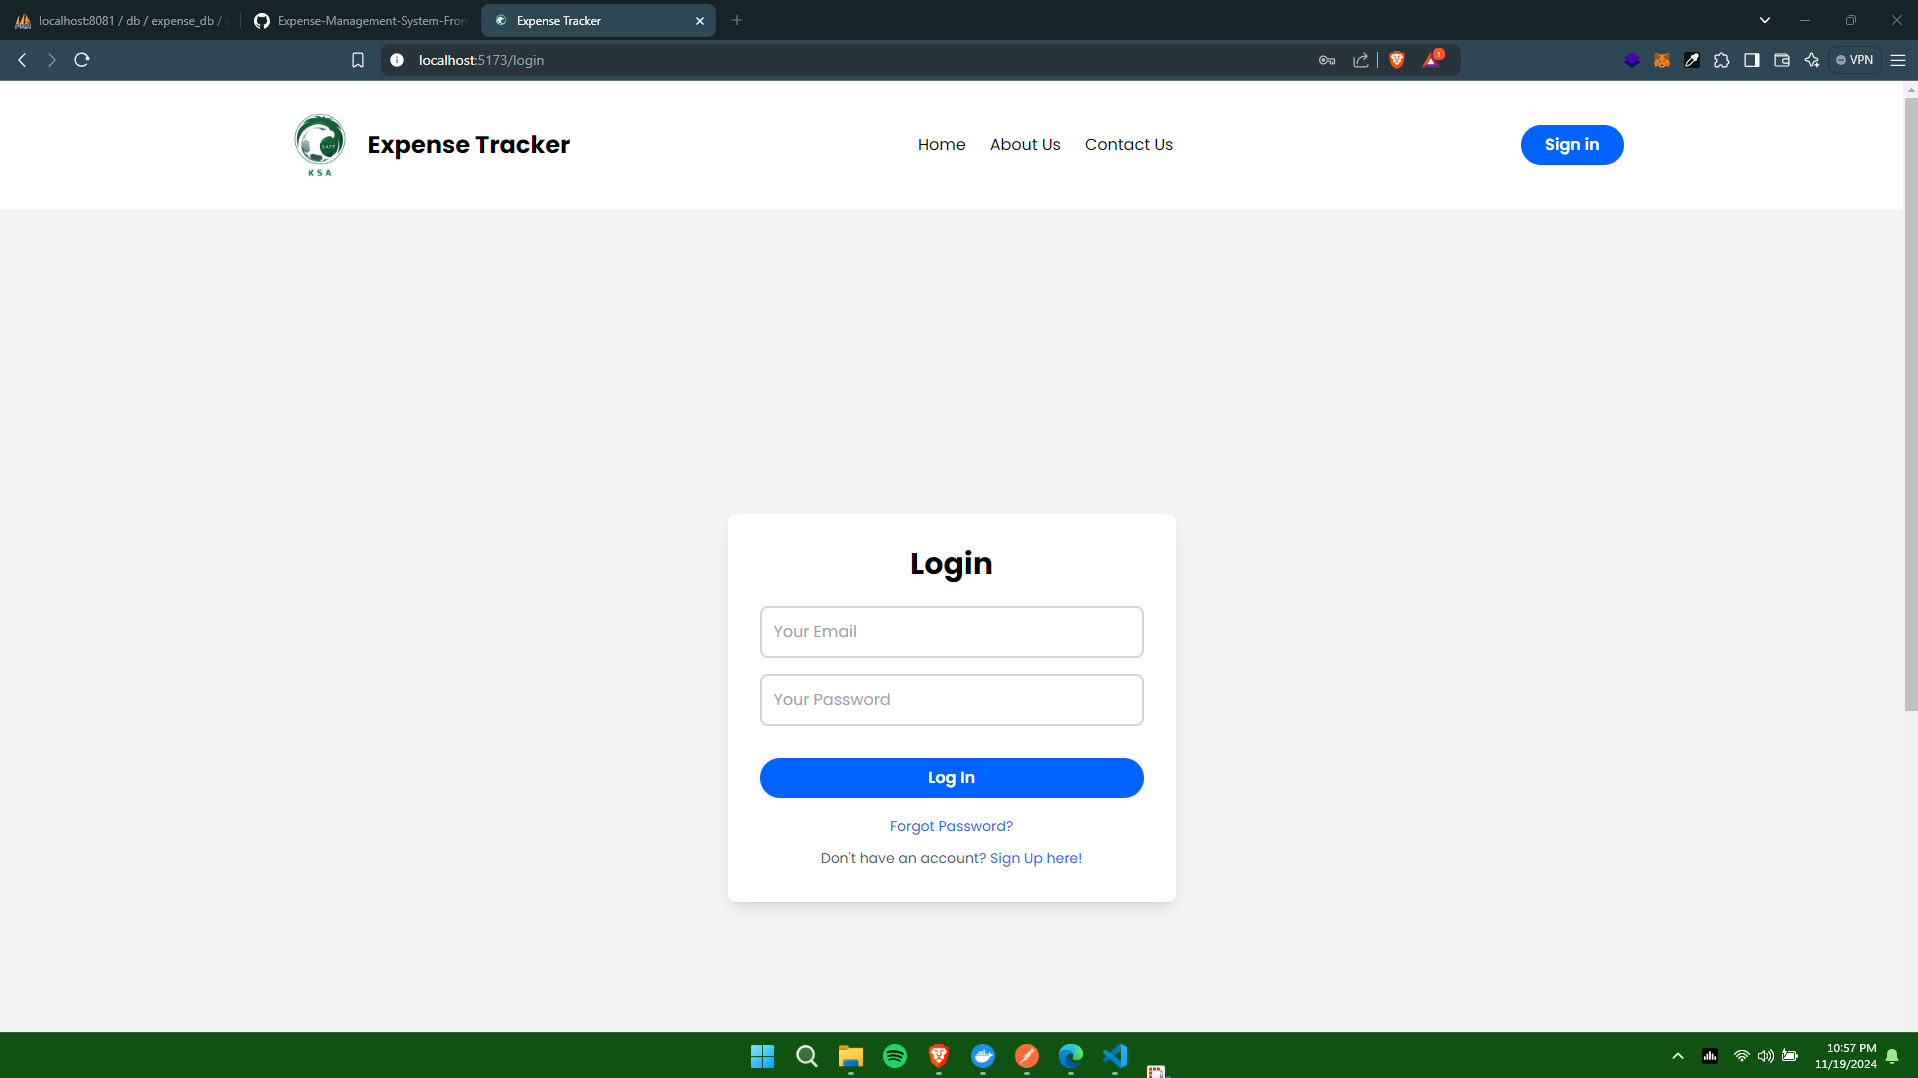 localhost:8081 / db / expense_db /
Expense-Management-System-Fron
Expense Tracker
localhost:5173/login
1
VPN
SAFF
KSA
Expense Tracker
Home
About Us
Contact Us
Sign in
Login
Your Email
Your Password
Log In
Forgot Password?
Don't have an account? Sign Up here!
10:57 PM
11/19/2024